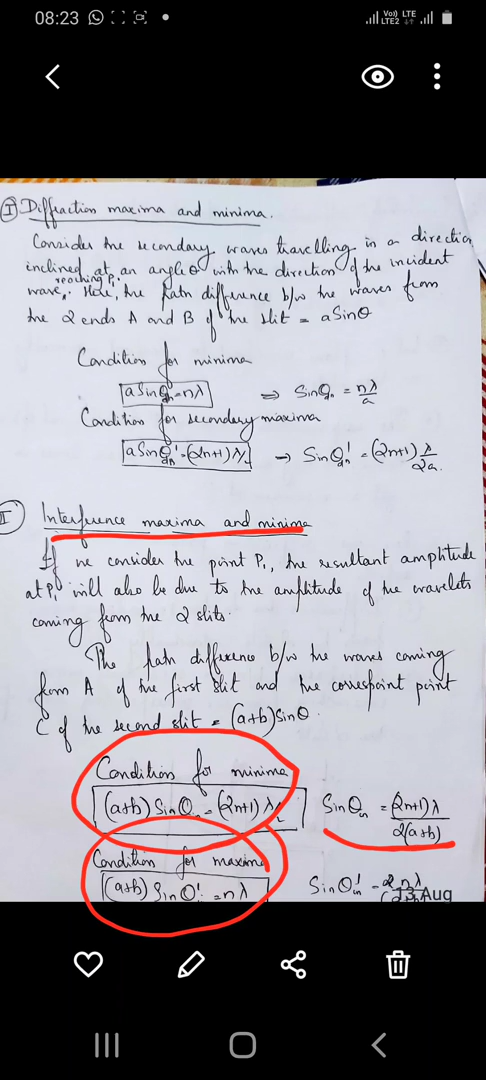 08:23
Vo)) LTE
LTE2
I Diffraction maxima and minima.
Consider the secondary waves travelling in a direction
inclined at an angle θ with the direction of the incident
reaching P₁
wave. Here, the path difference b/w the waves from
the 2 ends A and B of the slit = a Sinθ
Condition for minima
a Sinθₙ = nλ ⇒ Sinθₙ = nλ/a
Condition for secondary maxima
a Sinθ'ₙ = (2n+1) λ/2 → Sinθ'ₙ = (2n+1) λ/2a.
II Interference maxima and minima
If we consider the point P₁, the resultant amplitude
at P₁ will also be due to the amplitude of the wavelets
coming from the 2 slits.
The path difference b/w the waves coming
from A of the first slit and the correspoint point
C of the second slit = (a+b) Sinθ.
Condition for minima
(a+b) Sinθₙ = (2n+1) λ/2 Sinθₙ = (2n+1)λ/2(a+b)
Condition for maxima
(a+b) Sinθ' = nλ Sinθ'
13 Aug